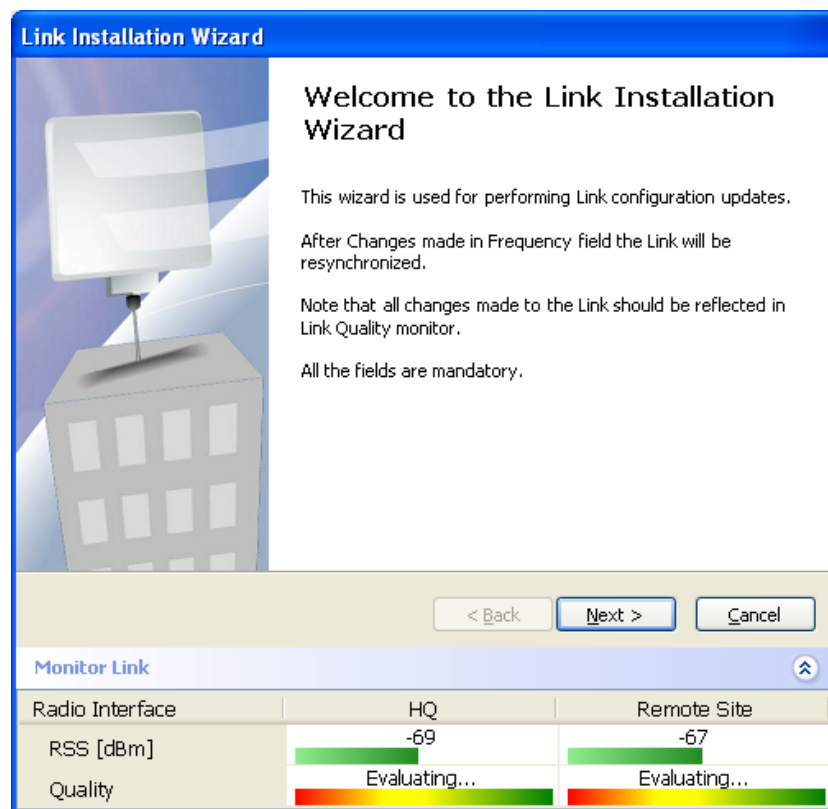 Link Installation Wizard
Welcome to the Link Installation
Wizard
This wizard is used for performing Link configuration updates.
After Changes made in Frequency field the Link will be
resynchronized.
Note that all changes made to the Link should be reflected in
Link Quality monitor.
All the fields are mandatory.
< Back Next > Cancel
Monitor Link
Radio Interface HQ Remote Site
RSS [dBm] -69 -67
Quality Evaluating... Evaluating...